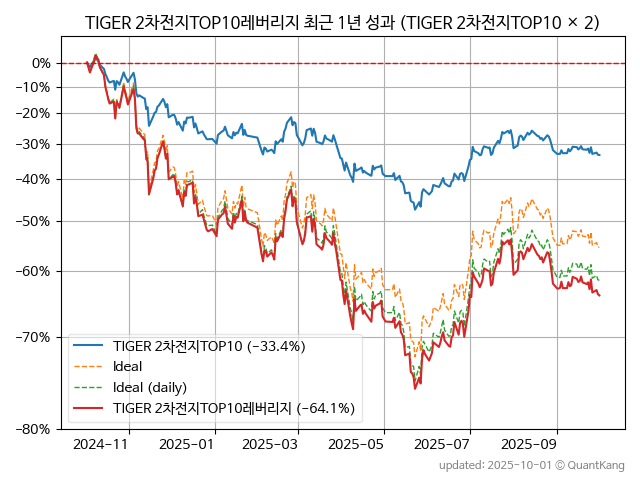 TIGER 2차전지TOP10레버리지 최근 1년 성과 (TIGER 2차전지TOP10 × 2)
0%
−10%
−20%
−30%
−40%
−50%
−60%
−70%
−80%
TIGER 2차전지TOP10 (−33.4%)
Ideal
Ideal (daily)
TIGER 2차전지TOP10레버리지 (−64.1%)
2024−11 2025−01 2025−03 2025−05 2025−07 2025−09
updated: 2025-10-01 © QuantKang